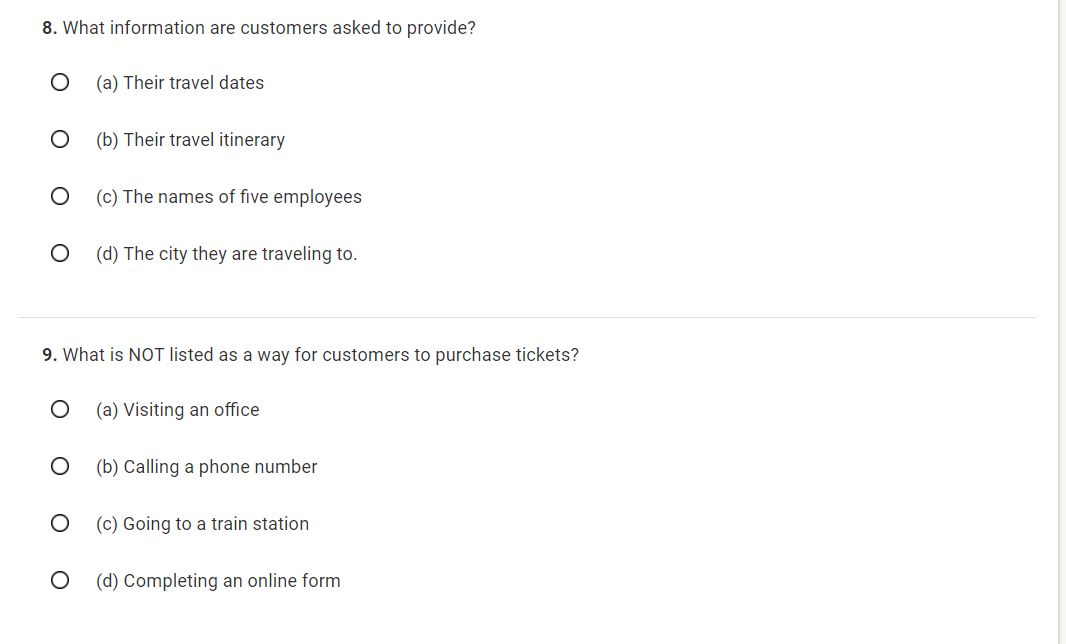 8. What information are customers asked to provide?
(a) Their travel dates
(b) Their travel itinerary
(c) The names of five employees
(d) The city they are traveling to.
9. What is NOT listed as a way for customers to purchase tickets?
(a) Visiting an office
(b) Calling a phone number
(c) Going to a train station
(d) Completing an online form